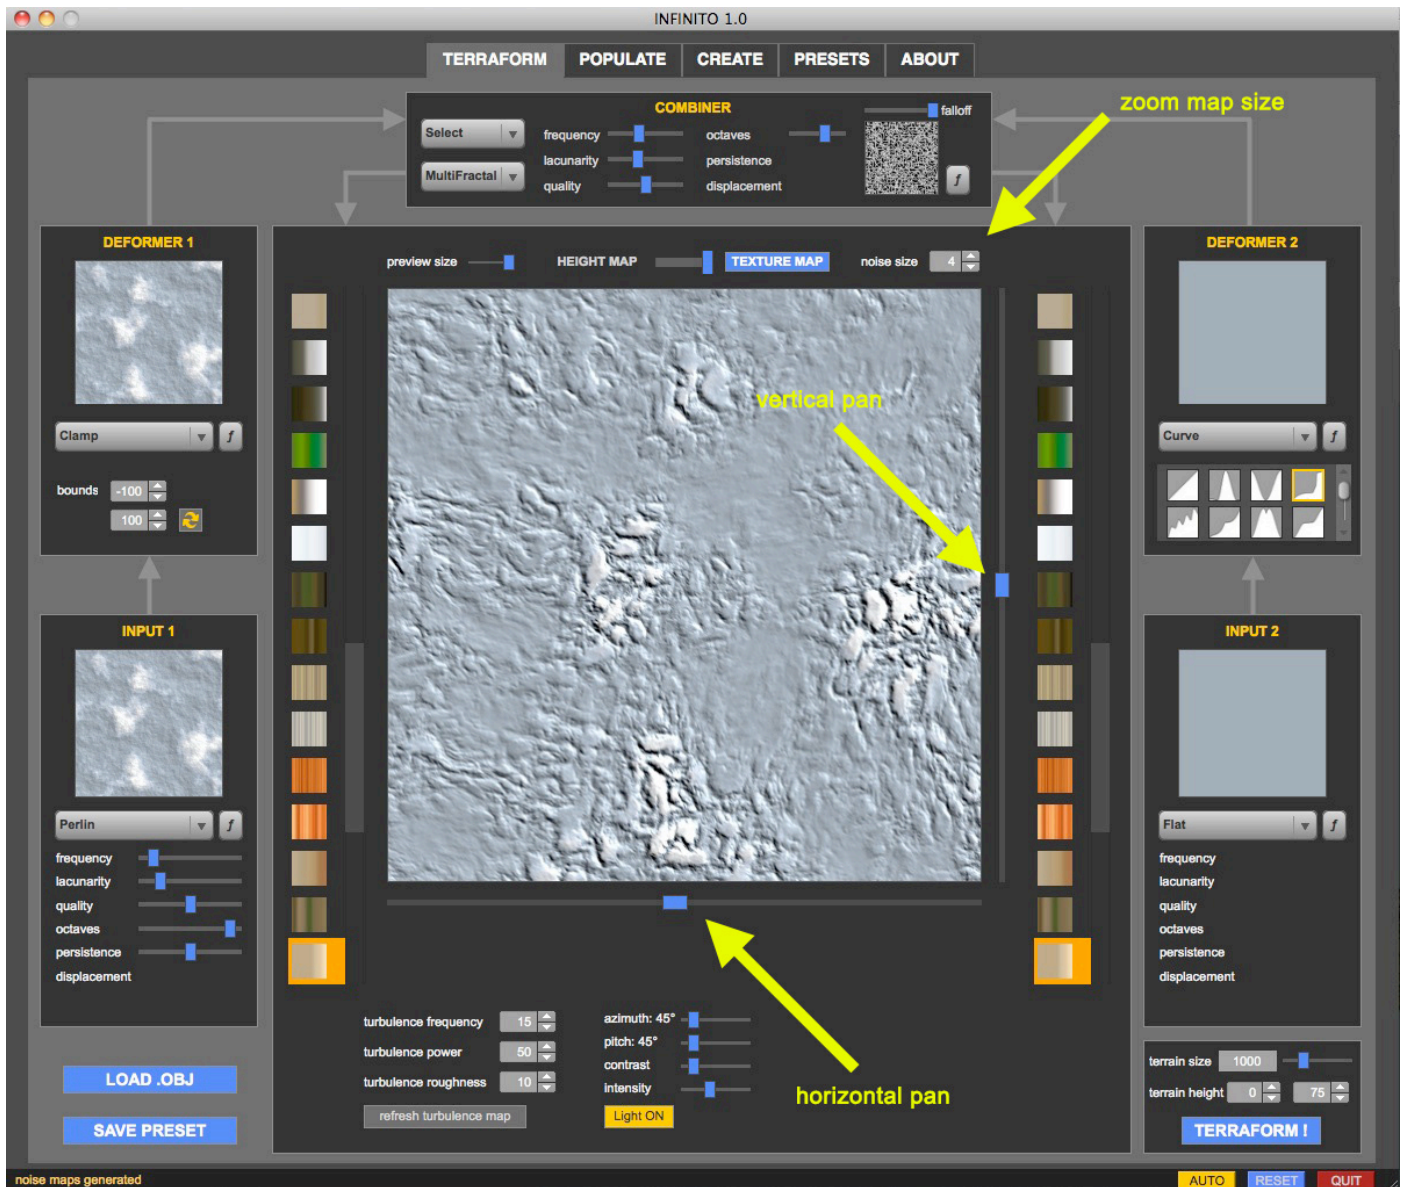 INFINITO 1.0
TERRAFORM POPULATE CREATE PRESETS ABOUT
zoom map size
COMBINER
falloff
Select
frequency octaves
lacunarity persistence
MultiFractal
quality displacement
f
DEFORMER 1
Clamp
f
bounds -100
100
INPUT 1
Perlin
f
frequency
lacunarity
quality
octaves
persistence
displacement
LOAD .OBJ
SAVE PRESET
preview size HEIGHT MAP TEXTURE MAP noise size 4
vertical pan
horizontal pan
turbulence frequency 15
turbulence power 50
turbulence roughness 10
refresh turbulence map
azimuth: 45°
pitch: 45°
contrast
intensity
Light ON
DEFORMER 2
Curve
f
INPUT 2
Flat
f
frequency
lacunarity
quality
octaves
persistence
displacement
terrain size 1000
terrain height 0 75
TERRAFORM !
noise maps generated
AUTO RESET QUIT